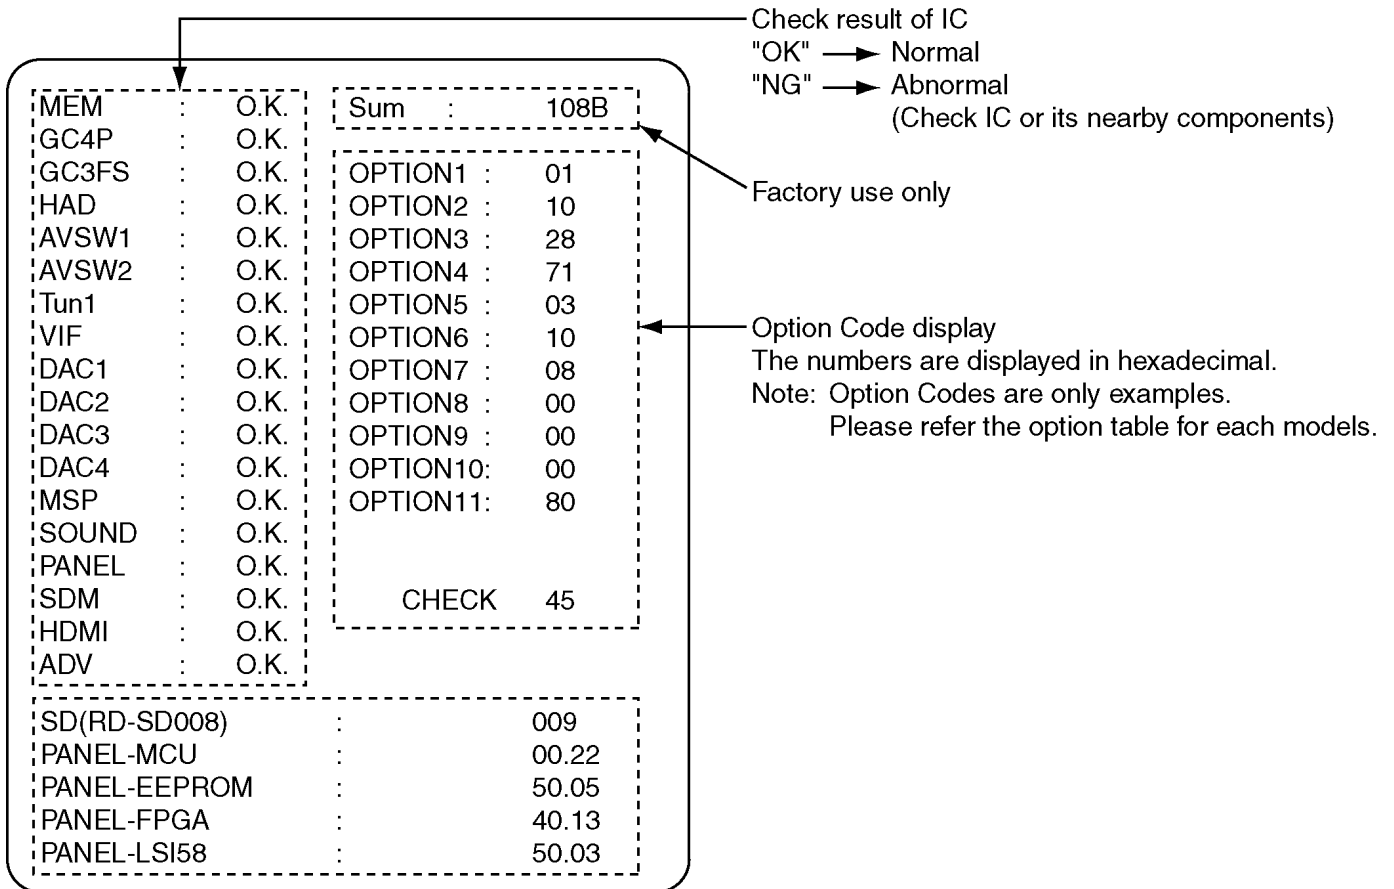 Check result of IC
"OK" → Normal
"NG" → Abnormal
(Check IC or its nearby components)
MEM : O.K.
GC4P : O.K.
GC3FS : O.K.
HAD : O.K.
AVSW1 : O.K.
AVSW2 : O.K.
Tun1 : O.K.
VIF : O.K.
DAC1 : O.K.
DAC2 : O.K.
DAC3 : O.K.
DAC4 : O.K.
MSP : O.K.
SOUND : O.K.
PANEL : O.K.
SDM : O.K.
HDMI : O.K.
ADV : O.K.
Sum : 108B
Factory use only
OPTION1 : 01
OPTION2 : 10
OPTION3 : 28
OPTION4 : 71
OPTION5 : 03
OPTION6 : 10
OPTION7 : 08
OPTION8 : 00
OPTION9 : 00
OPTION10: 00
OPTION11: 80
CHECK 45
Option Code display
The numbers are displayed in hexadecimal.
Note: Option Codes are only examples.
Please refer the option table for each models.
SD(RD-SD008) : 009
PANEL-MCU : 00.22
PANEL-EEPROM : 50.05
PANEL-FPGA : 40.13
PANEL-LSI58 : 50.03